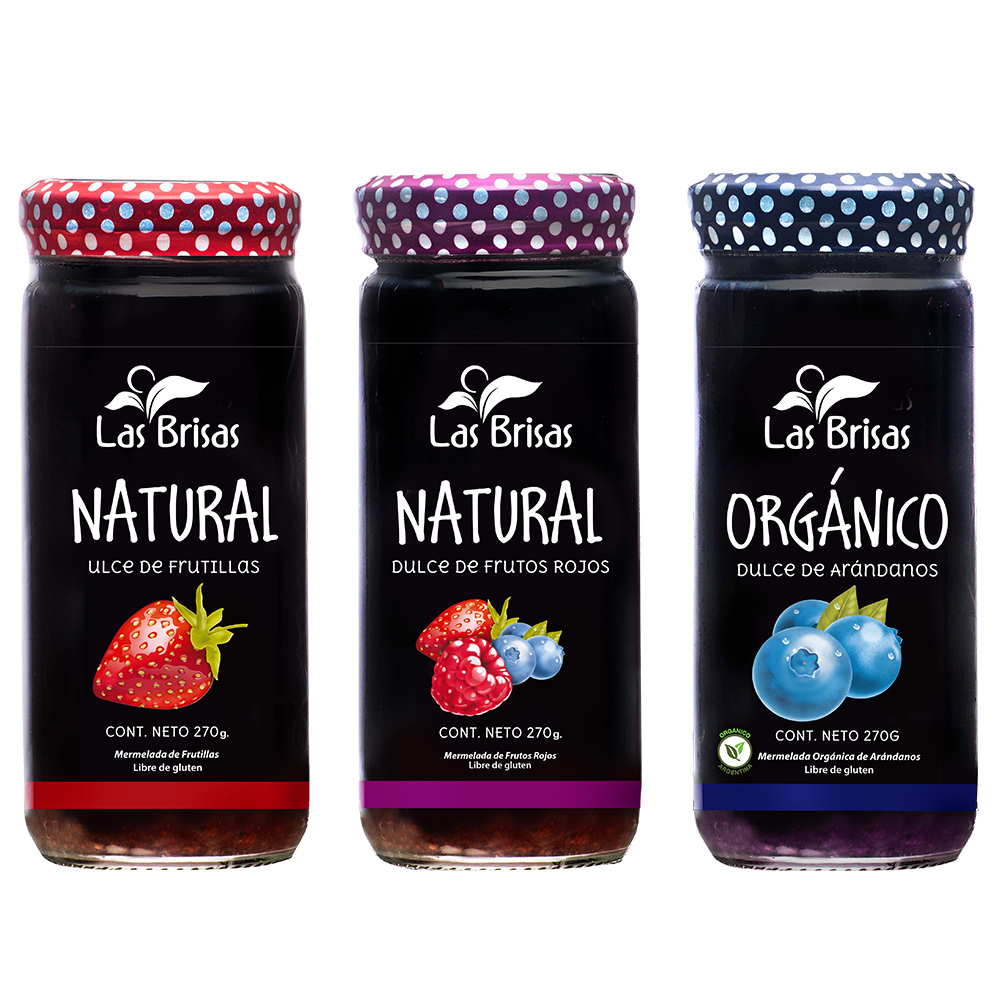 Las Brisas
NATURAL
ULCE DE FRUTILLAS
CONT. NETO 270g.
Mermelada de Frutillas
Libre de gluten
Las Brisas
NATURAL
DULCE DE FRUTOS ROJOS
CONT. NETO 270g.
Mermelada de Frutos Rojos
Libre de gluten
Las Brisas
ORGÁNICO
DULCE DE ARÁNDANOS
CONT. NETO 270G
ORGÁNICO
ARGENTINA
Mermelada Orgánica de Arándanos
Libre de gluten